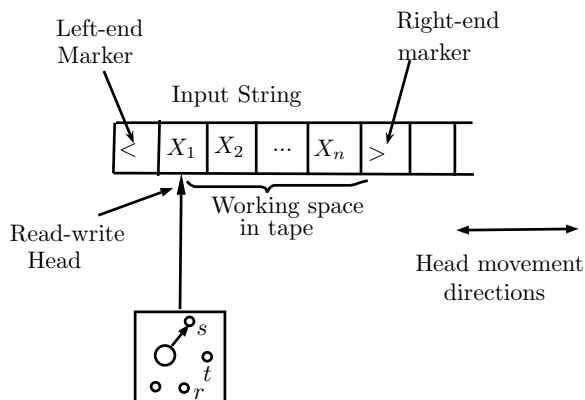 Left-end
Marker
Right-end
marker
Input String
< X₁ X₂ ... Xₙ >
Working space
in tape
Read-write
Head
Head movement
directions
s
t
r